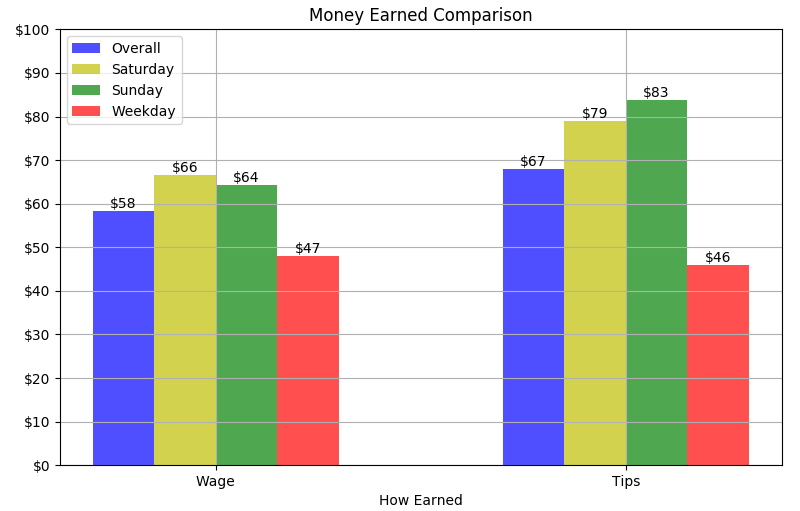 Money Earned Comparison
$100
$90
$80
$70
$60
$50
$40
$30
$20
$10
$0
Overall
Saturday
Sunday
Weekday
$58
$66
$64
$47
$67
$79
$83
$46
Wage
Tips
How Earned